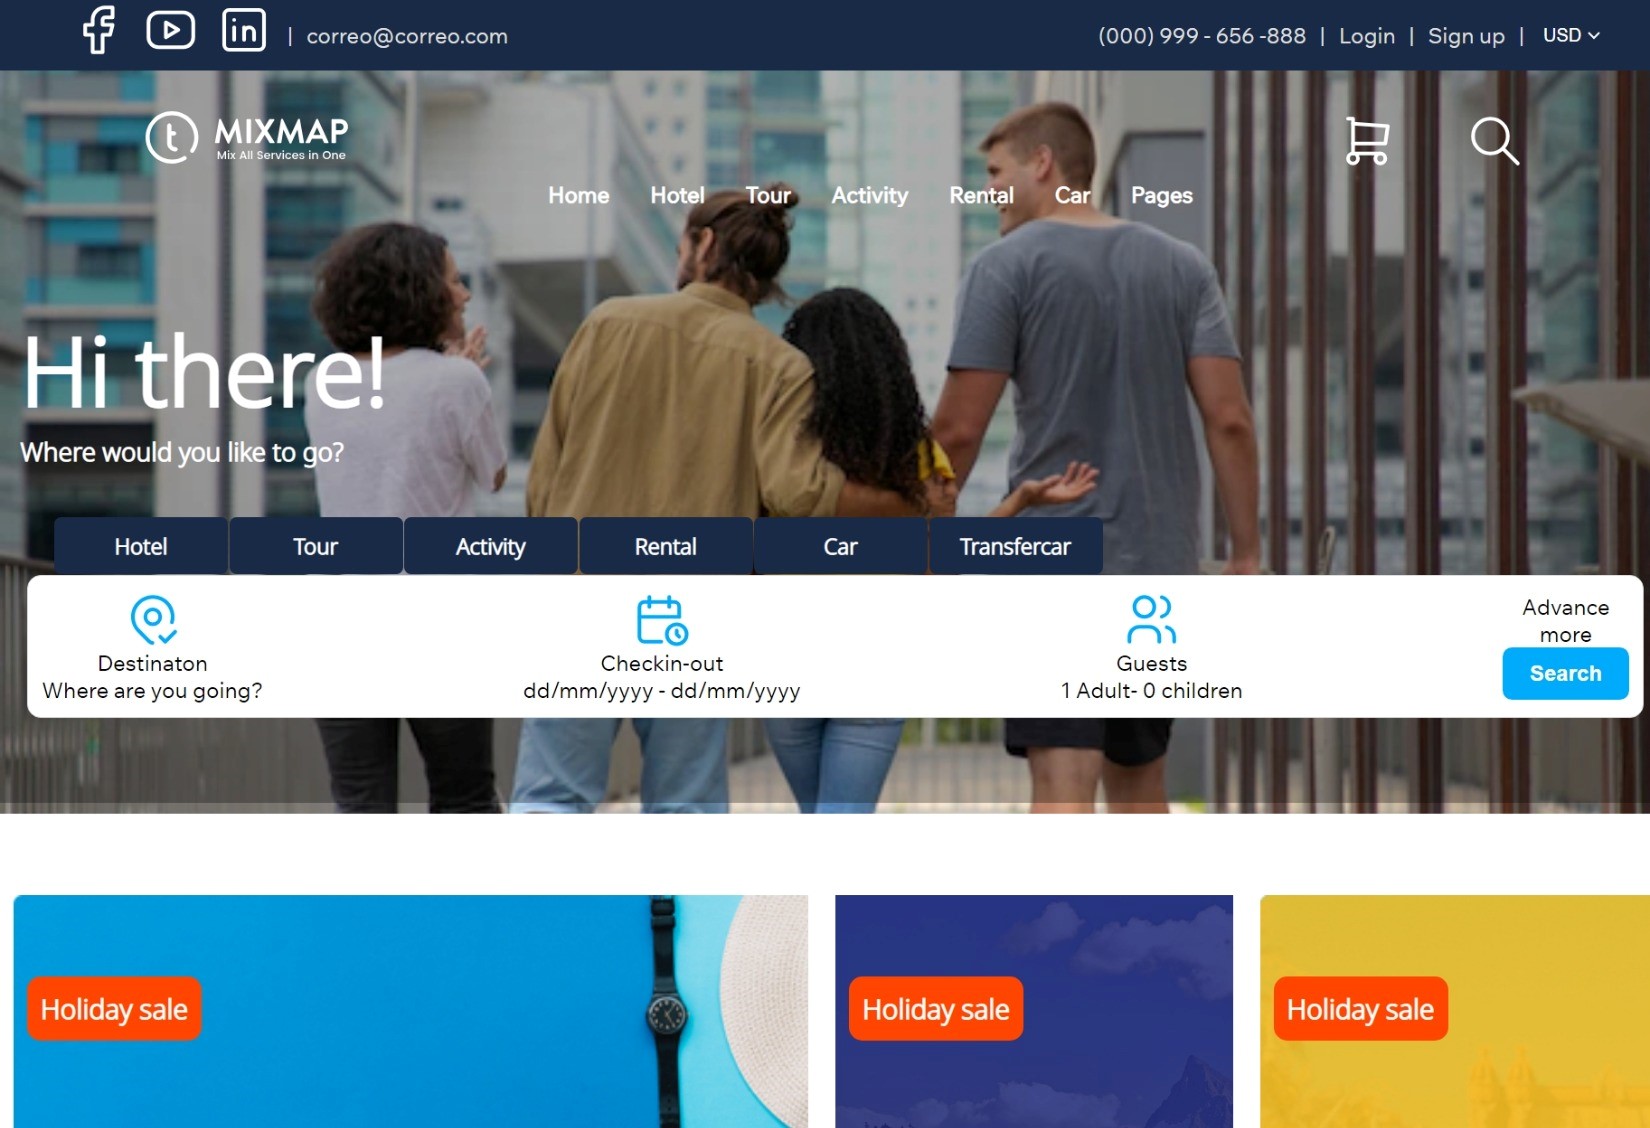 | correo@correo.com
(000) 999 - 656 -888 | Login | Sign up | USD
MIXMAP
Mix All Services in One
Home Hotel Tour Activity Rental Car Pages
Hi there!
Where would you like to go?
Hotel Tour Activity Rental Car Transfercar
Destinaton
Where are you going?
Checkin-out
dd/mm/yyyy - dd/mm/yyyy
Guests
1 Adult- 0 children
Advance
more
Search
Holiday sale
Holiday sale
Holiday sale